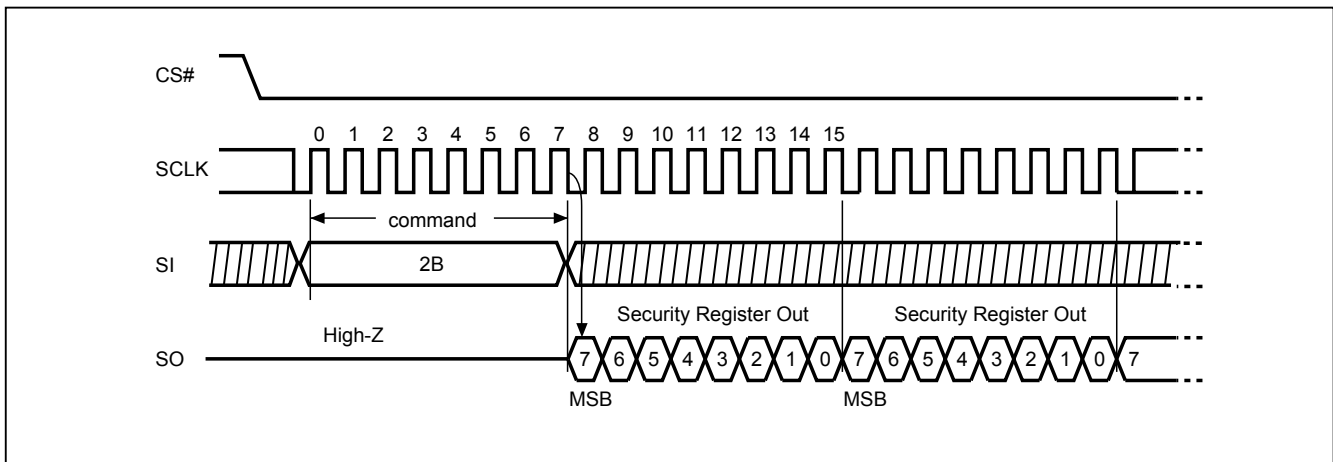 CS#
0 1 2 3 4 5 6 7 8 9 10 11 12 13 14 15
SCLK
command
SI
2B
Security Register Out Security Register Out
High-Z
SO
7 6 5 4 3 2 1 0 7 6 5 4 3 2 1 0 7
MSB MSB